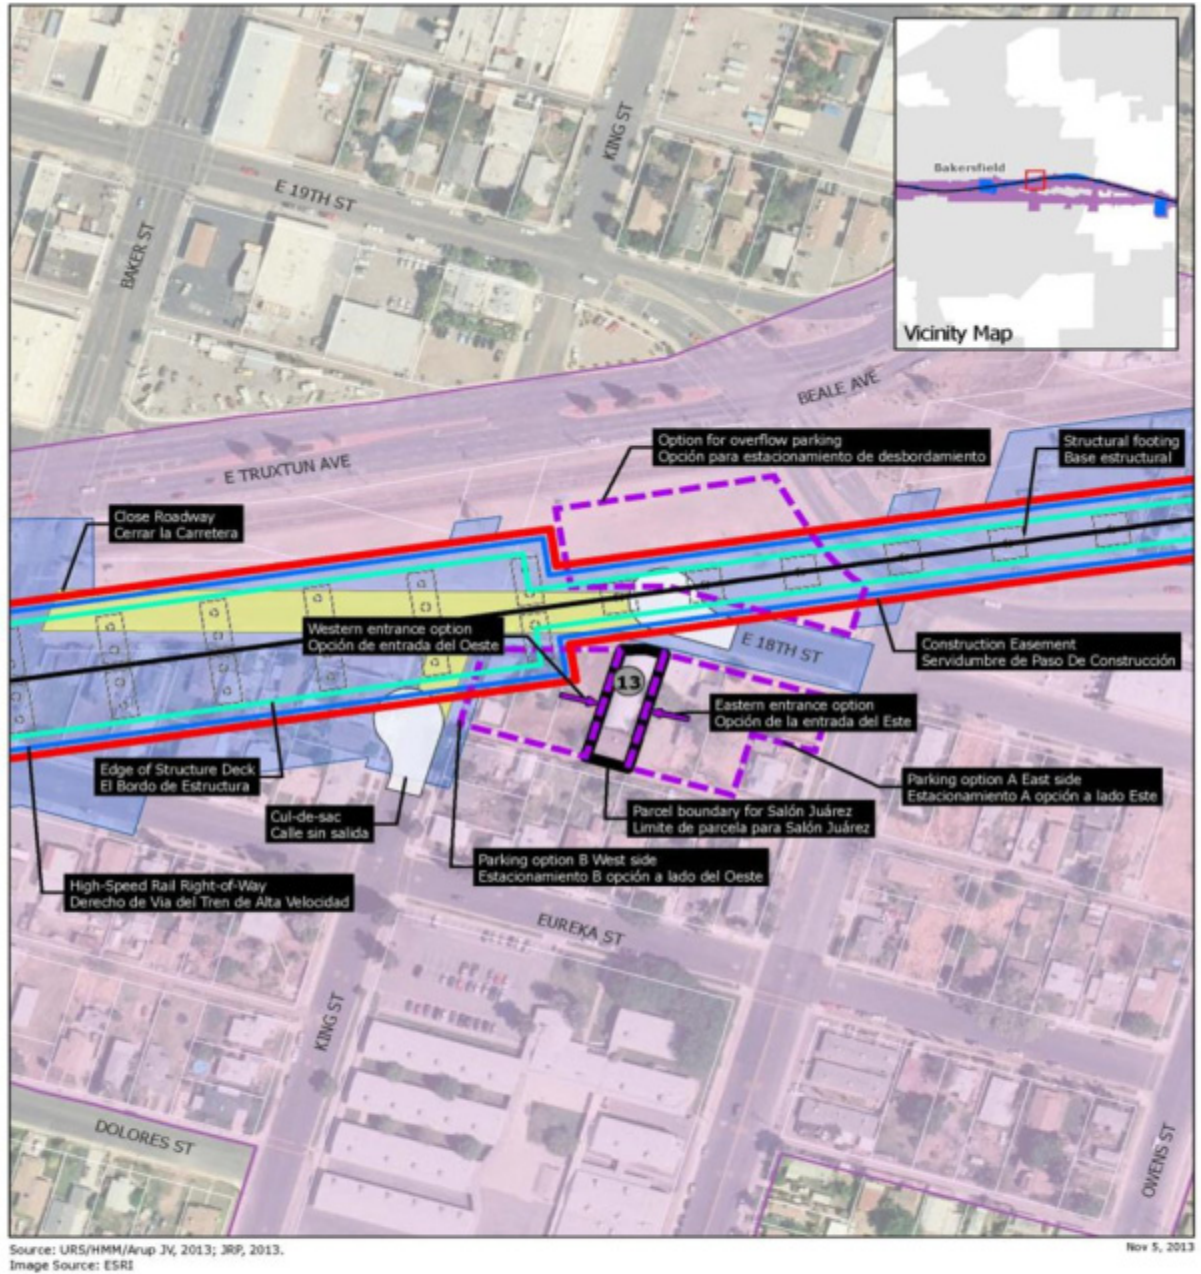 KING ST
E 19TH ST
BAKER ST
Bakersfield
Vicinity Map
BEALE AVE
E TRUXTUN AVE
Option for overflow parking
Opción para estacionamiento de desbordamiento
Structural footing
Base estructural
Close Roadway
Cerrar la Carretera
Western entrance option
Opción de entrada del Oeste
E 18TH ST
Construction Easement
Servidumbre de Paso De Construcción
13
Eastern entrance option
Opción de la entrada del Este
Edge of Structure Deck
El Bordo de Estructura
Parking option A East side
Estacionamiento A opción a lado Este
Cul-de-sac
Calle sin salida
Parcel boundary for Salón Juárez
Limite de parcela para Salón Juárez
Parking option B West side
Estacionamiento B opción a lado del Oeste
High-Speed Rail Right-of-Way
Derecho de Via del Tren de Alta Velocidad
EUREKA ST
KING ST
DOLORES ST
OWENS ST
Source: URS/HMM/Arup JV, 2013; JRP, 2013.
Image Source: ESRI
Nov 5, 2013